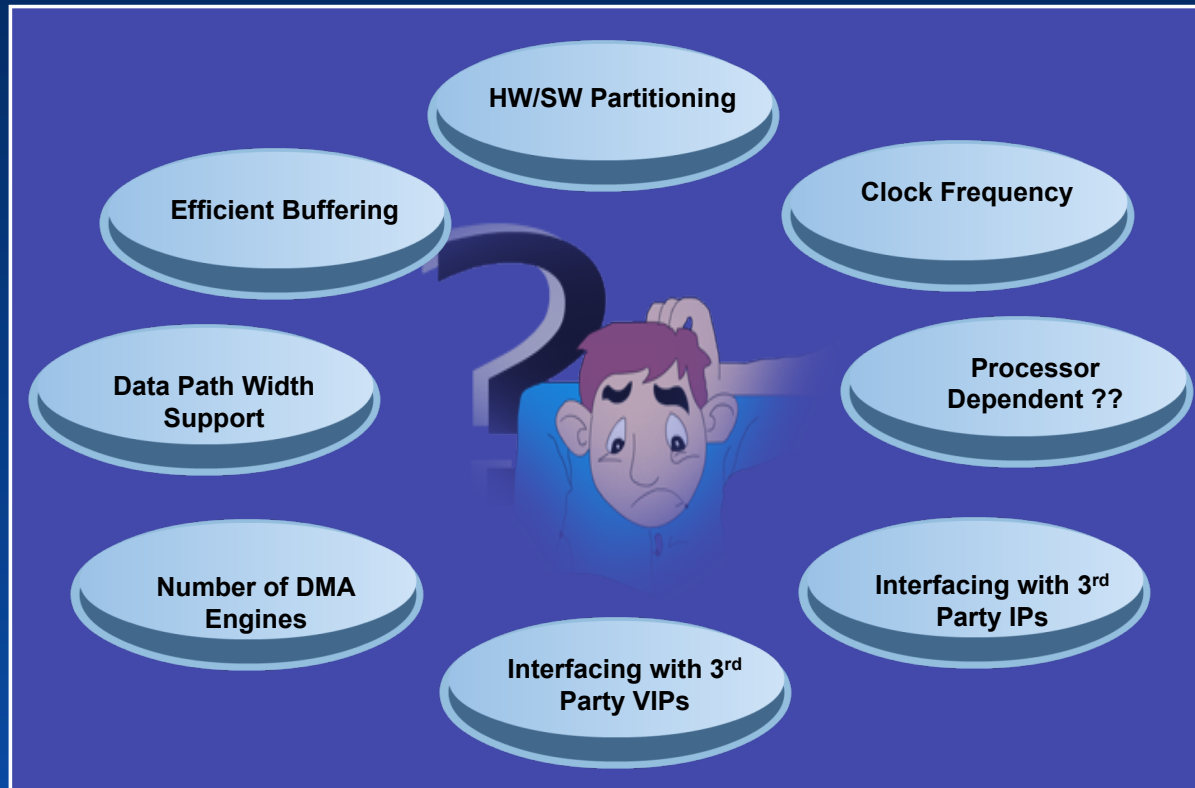 HW/SW Partitioning
Efficient Buffering
Clock Frequency
Data Path Width
Support
Processor
Dependent ??
Number of DMA
Engines
Interfacing with 3rd
Party IPs
Interfacing with 3rd
Party VIPs